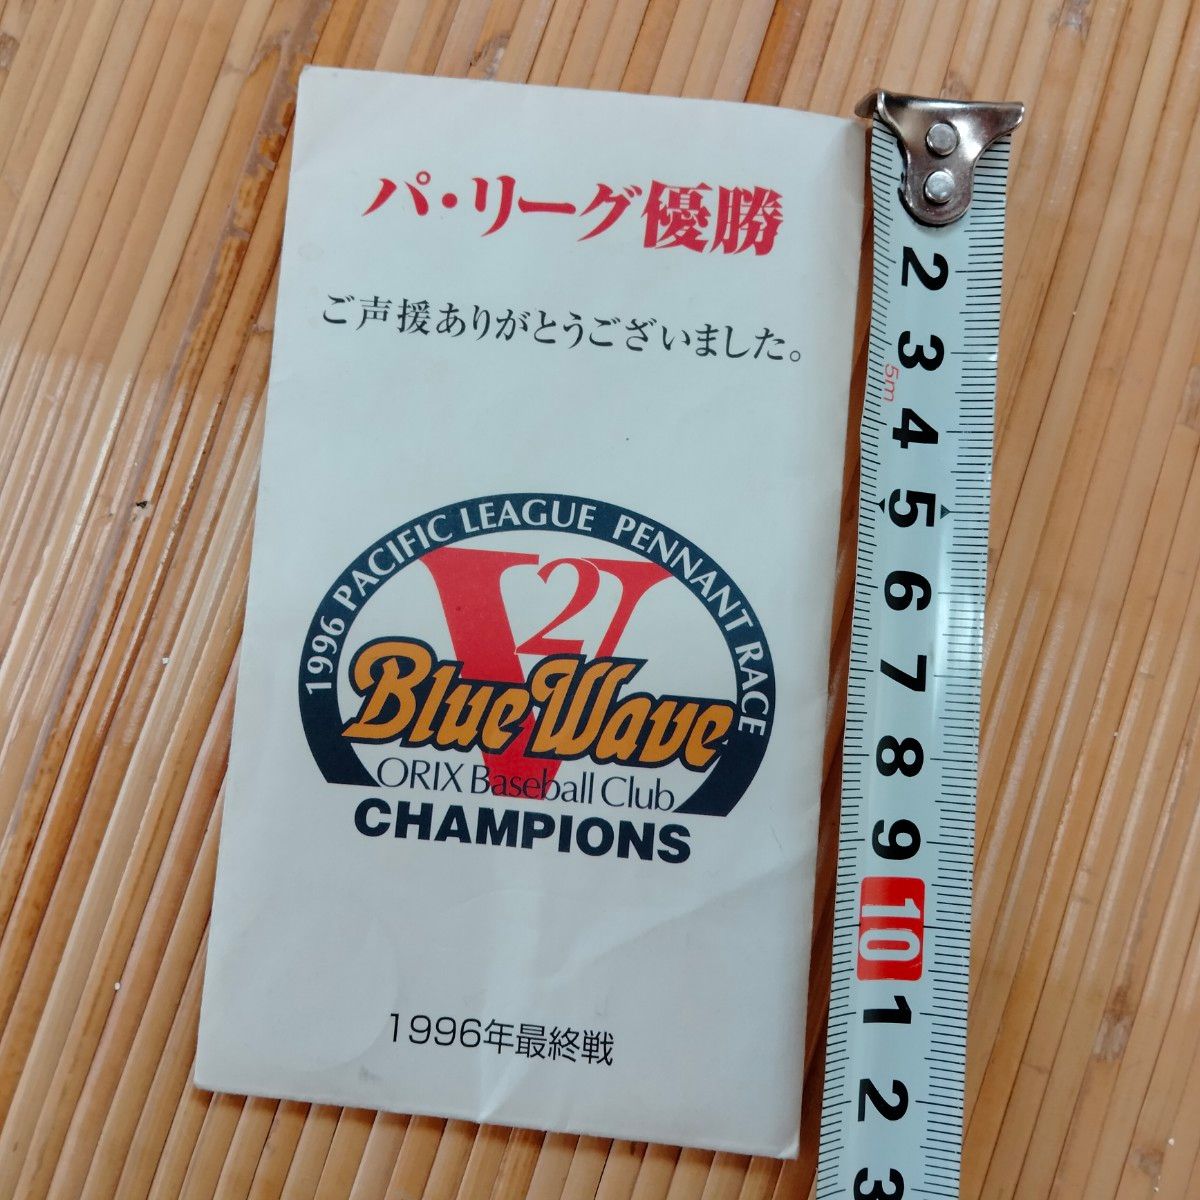 パ・リーグ優勝
ご声援ありがとうございました。
1996 PACIFIC LEAGUE PENNANT RACE
V2
Blue Wave
ORIX Baseball Club
CHAMPIONS
1996年最終戦
2
3
5m
4
5
6
7
8
9
10
1
2
3